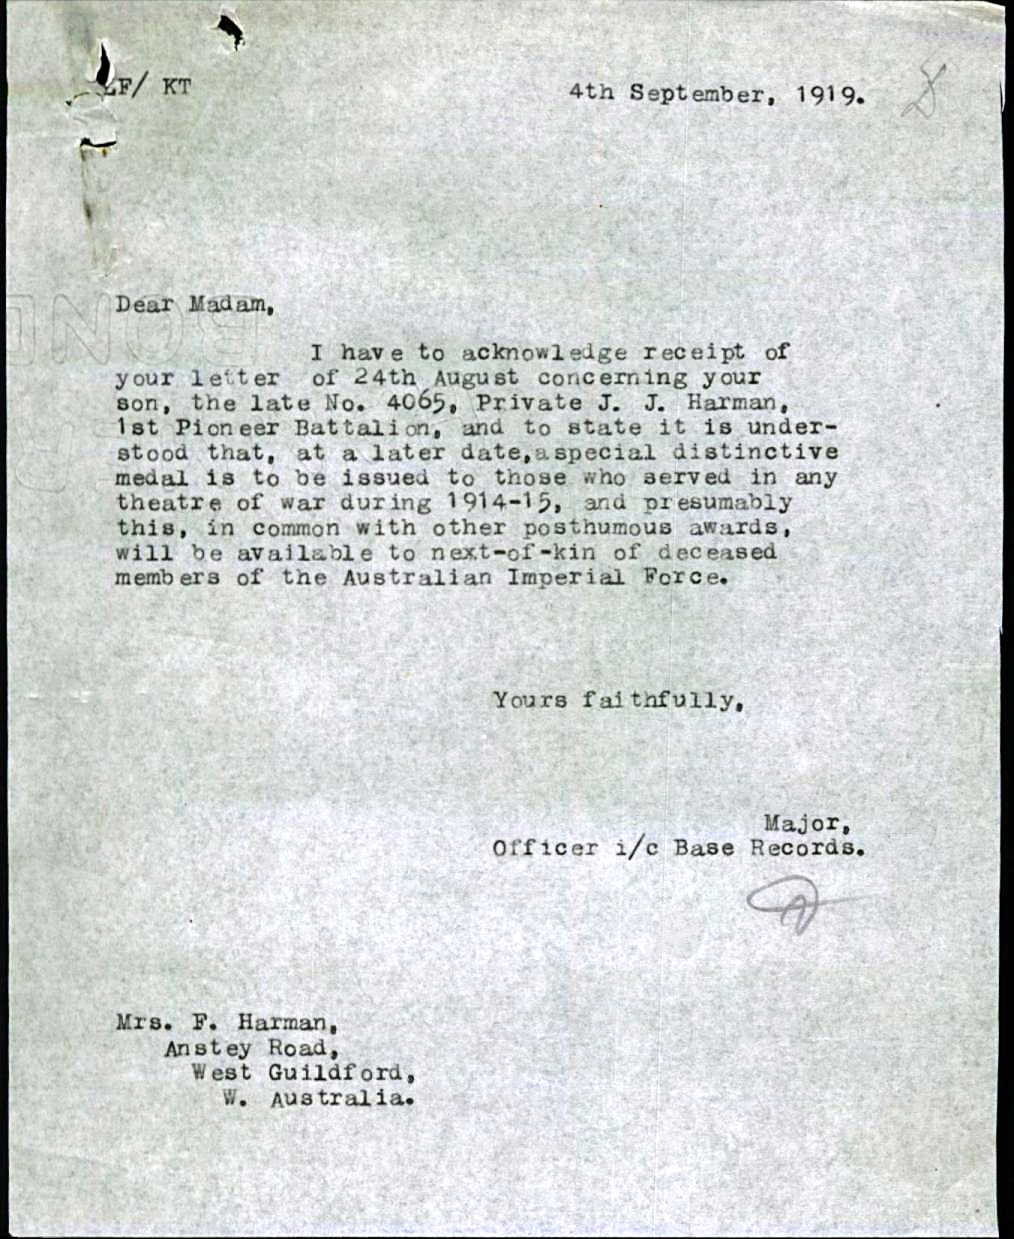 EF/ KT
4th September, 1919.
Dear Madam,
I have to acknowledge receipt of
your letter of 24th August concerning your
son, the late No. 4065, Private J. J. Harman,
1st Pioneer Battalion, and to state it is under-
stood that, at a later date,aspecial distinctive
medal is to be issued to those who served in any
theatre of war during 1914-15, and presumably
this, in common with other posthumous awards,
will be available to next-of-kin of deceased
members of the Australian Imperial Force.
Yours faithfully,
Major,
Officer i/c Base Records.
Mrs. F. Harman,
Anstey Road,
West Guildford,
W. Australia.